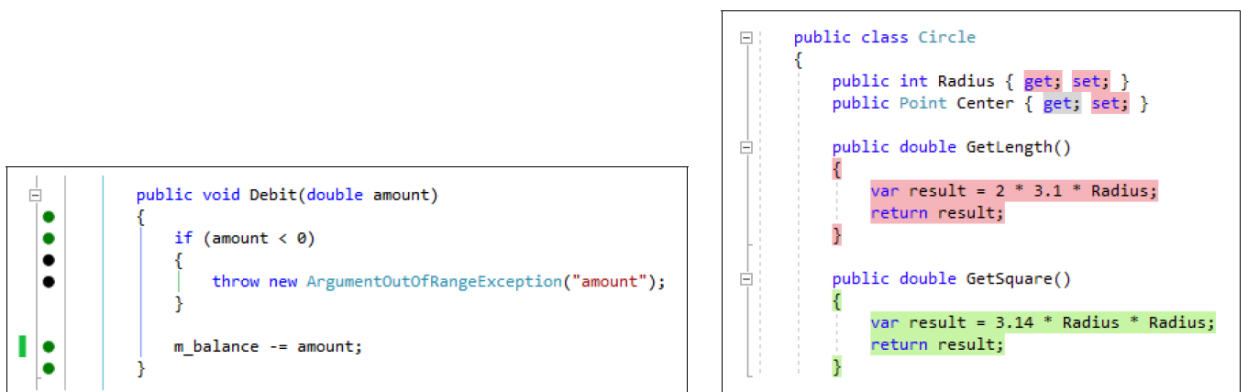 public void Debit(double amount)
{
if (amount < 0)
{
throw new ArgumentOutOfRangeException("amount");
}
m_balance -= amount;
}
public class Circle
{
public int Radius { get; set; }
public Point Center { get; set; }
public double GetLength()
{
var result = 2 * 3.1 * Radius;
return result;
}
public double GetSquare()
{
var result = 3.14 * Radius * Radius;
return result;
}